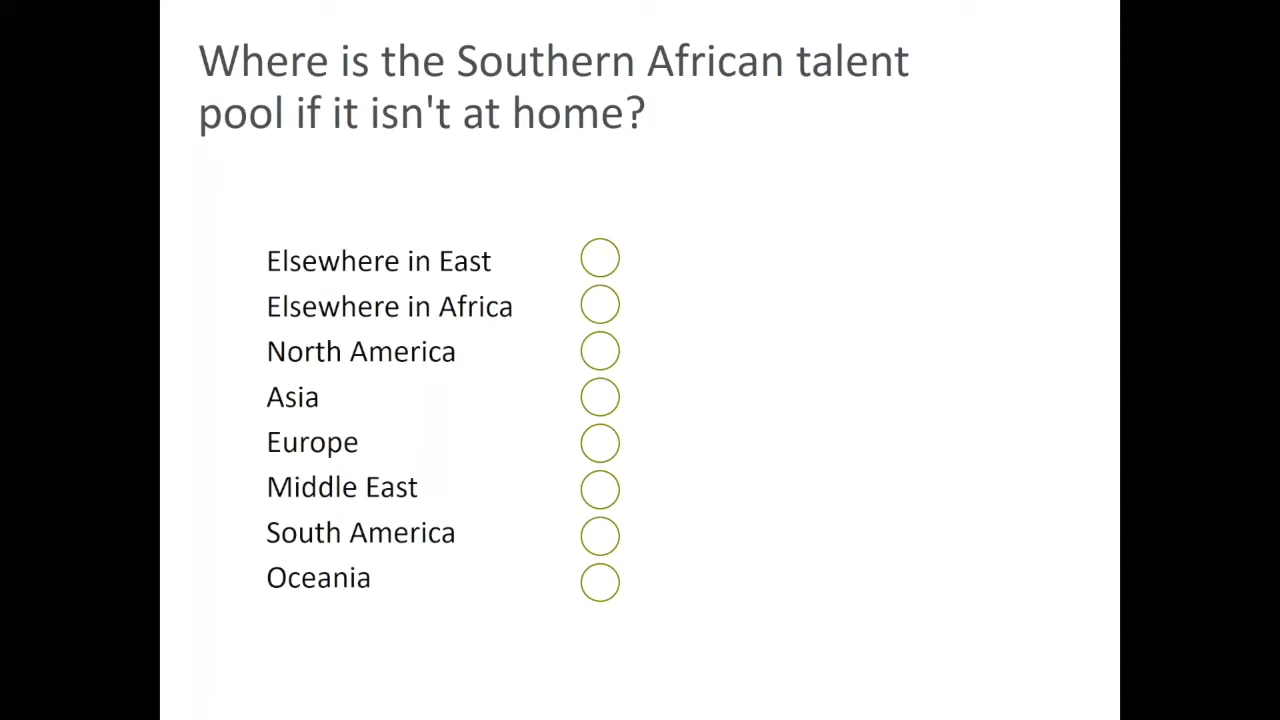 Where is the Southern African talent
pool if it isn't at home?
Elsewhere in East
Elsewhere in Africa
North America
Asia
Europe
Middle East
South America
Oceania